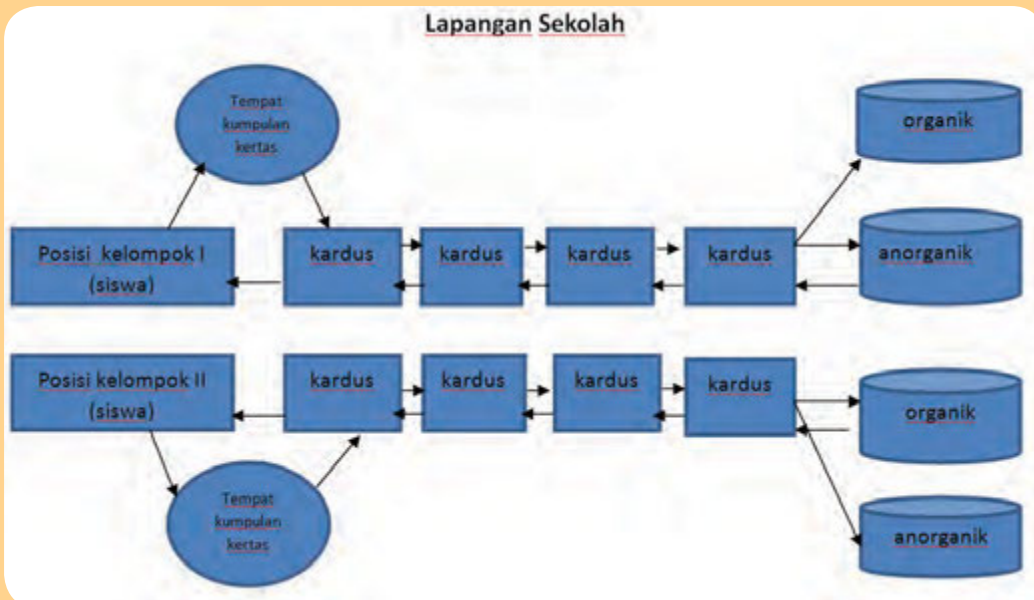 Lapangan Sekolah
Tempat
kumpulan
kertas
organik
Posisi kelompok I
(siswa)
kardus
kardus
kardus
kardus
anorganik
Posisi kelompok II
(siswa)
kardus
kardus
kardus
kardus
organik
Tempat
kumpulan
kertas
anorganik